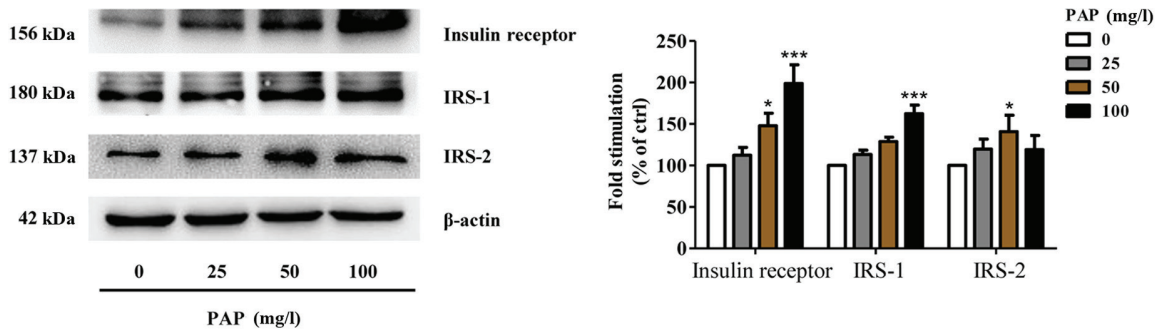 156 kDa
Insulin receptor
180 kDa
IRS-1
137 kDa
IRS-2
42 kDa
β-actin
0 25 50 100
PAP (mg/l)
Fold stimulation
(% of ctrl)
250
200
150
100
50
0
* *** *** *
Insulin receptor IRS-1 IRS-2
PAP (mg/l)
0
25
50
100